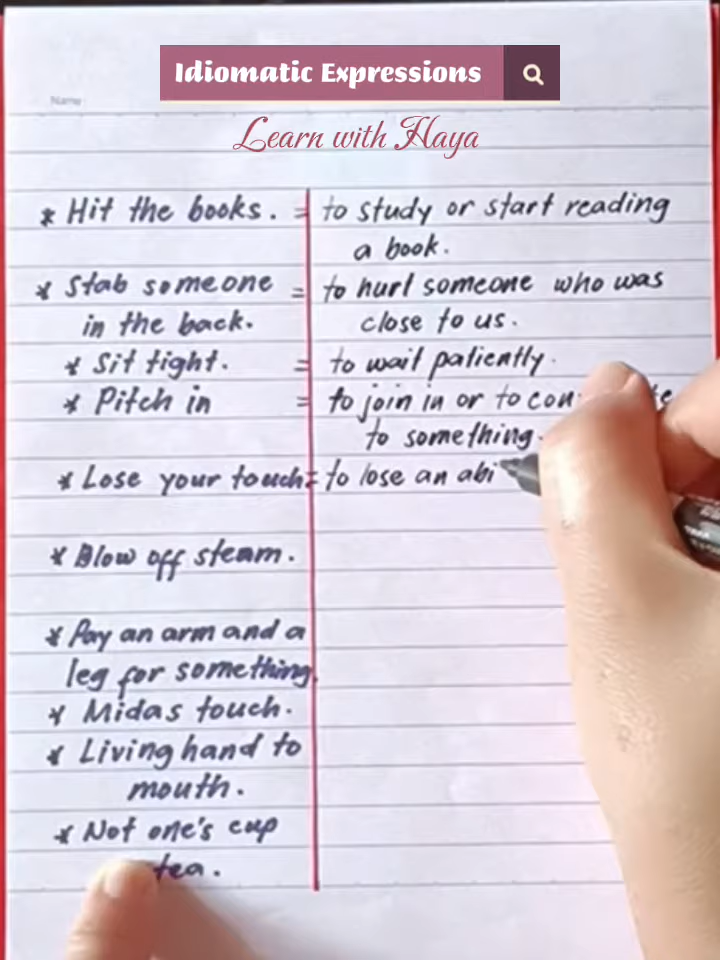 Idiomatic Expressions
Learn with Haya
Name
* Hit the books. = to study or start reading
a book.
* Stab someone = to hurt someone who was
in the back. close to us.
* Sit tight. = to wait patiently.
* Pitch in = to join in or to
to something.
* Lose your touch = to lose an abi
* Blow off steam.
* Pay an arm and a
leg for something.
* Midas touch.
* Living hand to
mouth.
* Not one's cup
tea.